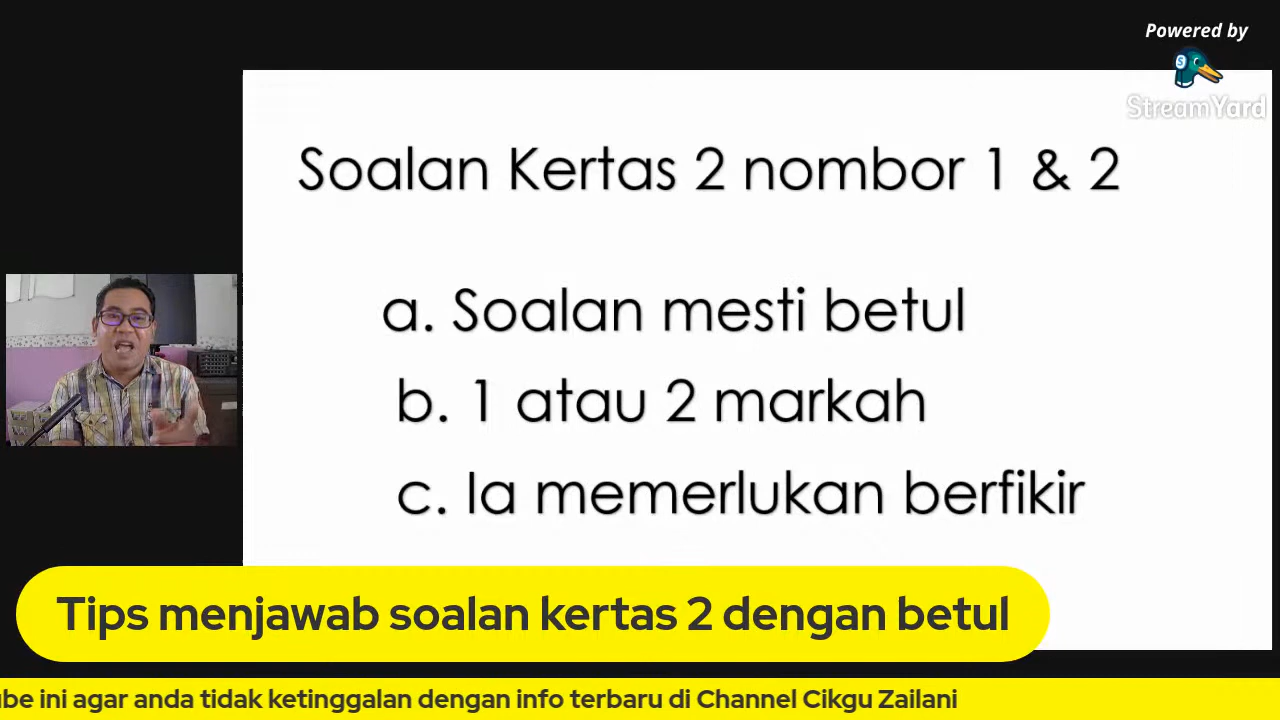 Powered by
StreamYard
Soalan Kertas 2 nombor 1 & 2
a. Soalan mesti betul
b. 1 atau 2 markah
c. Ia memerlukan berfikir
Tips menjawab soalan kertas 2 dengan betul
ini agar anda tidak ketinggalan dengan info terbaru di Channel Cikgu Zailani